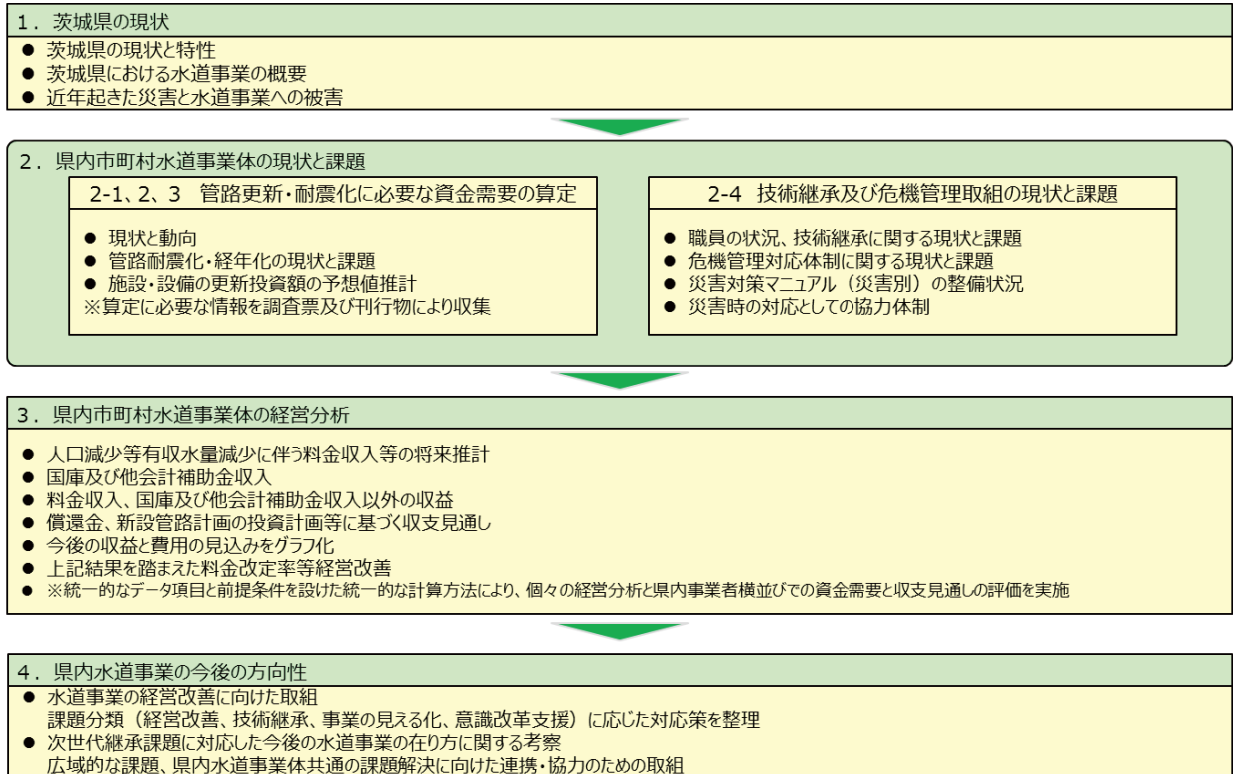 1．茨城県の現状
● 茨城県の現状と特性
● 茨城県における水道事業の概要
● 近年起きた災害と水道事業への被害
2．県内市町村水道事業体の現状と課題
2-1、2、3　管路更新・耐震化に必要な資金需要の算定
● 現状と動向
● 管路耐震化・経年化の現状と課題
● 施設・設備の更新投資額の予想値推計
※算定に必要な情報を調査票及び刊行物により収集
2-4　技術継承及び危機管理取組の現状と課題
● 職員の状況、技術継承に関する現状と課題
● 危機管理対応体制に関する現状と課題
● 災害対策マニュアル（災害別）の整備状況
● 災害時の対応としての協力体制
3．県内市町村水道事業体の経営分析
● 人口減少等有収水量減少に伴う料金収入等の将来推計
● 国庫及び他会計補助金収入
● 料金収入、国庫及び他会計補助金収入以外の収益
● 償還金、新設管路計画の投資計画等に基づく収支見通し
● 今後の収益と費用の見込みをグラフ化
● 上記結果を踏まえた料金改定率等経営改善
● ※統一的なデータ項目と前提条件を設けた統一的な計算方法により、個々の経営分析と県内事業者横並びでの資金需要と収支見通しの評価を実施
4．県内水道事業の今後の方向性
● 水道事業の経営改善に向けた取組
課題分類（経営改善、技術継承、事業の見える化、意識改革支援）に応じた対応策を整理
● 次世代継承課題に対応した今後の水道事業の在り方に関する考察
広域的な課題、県内水道事業体共通の課題解決に向けた連携・協力のための取組